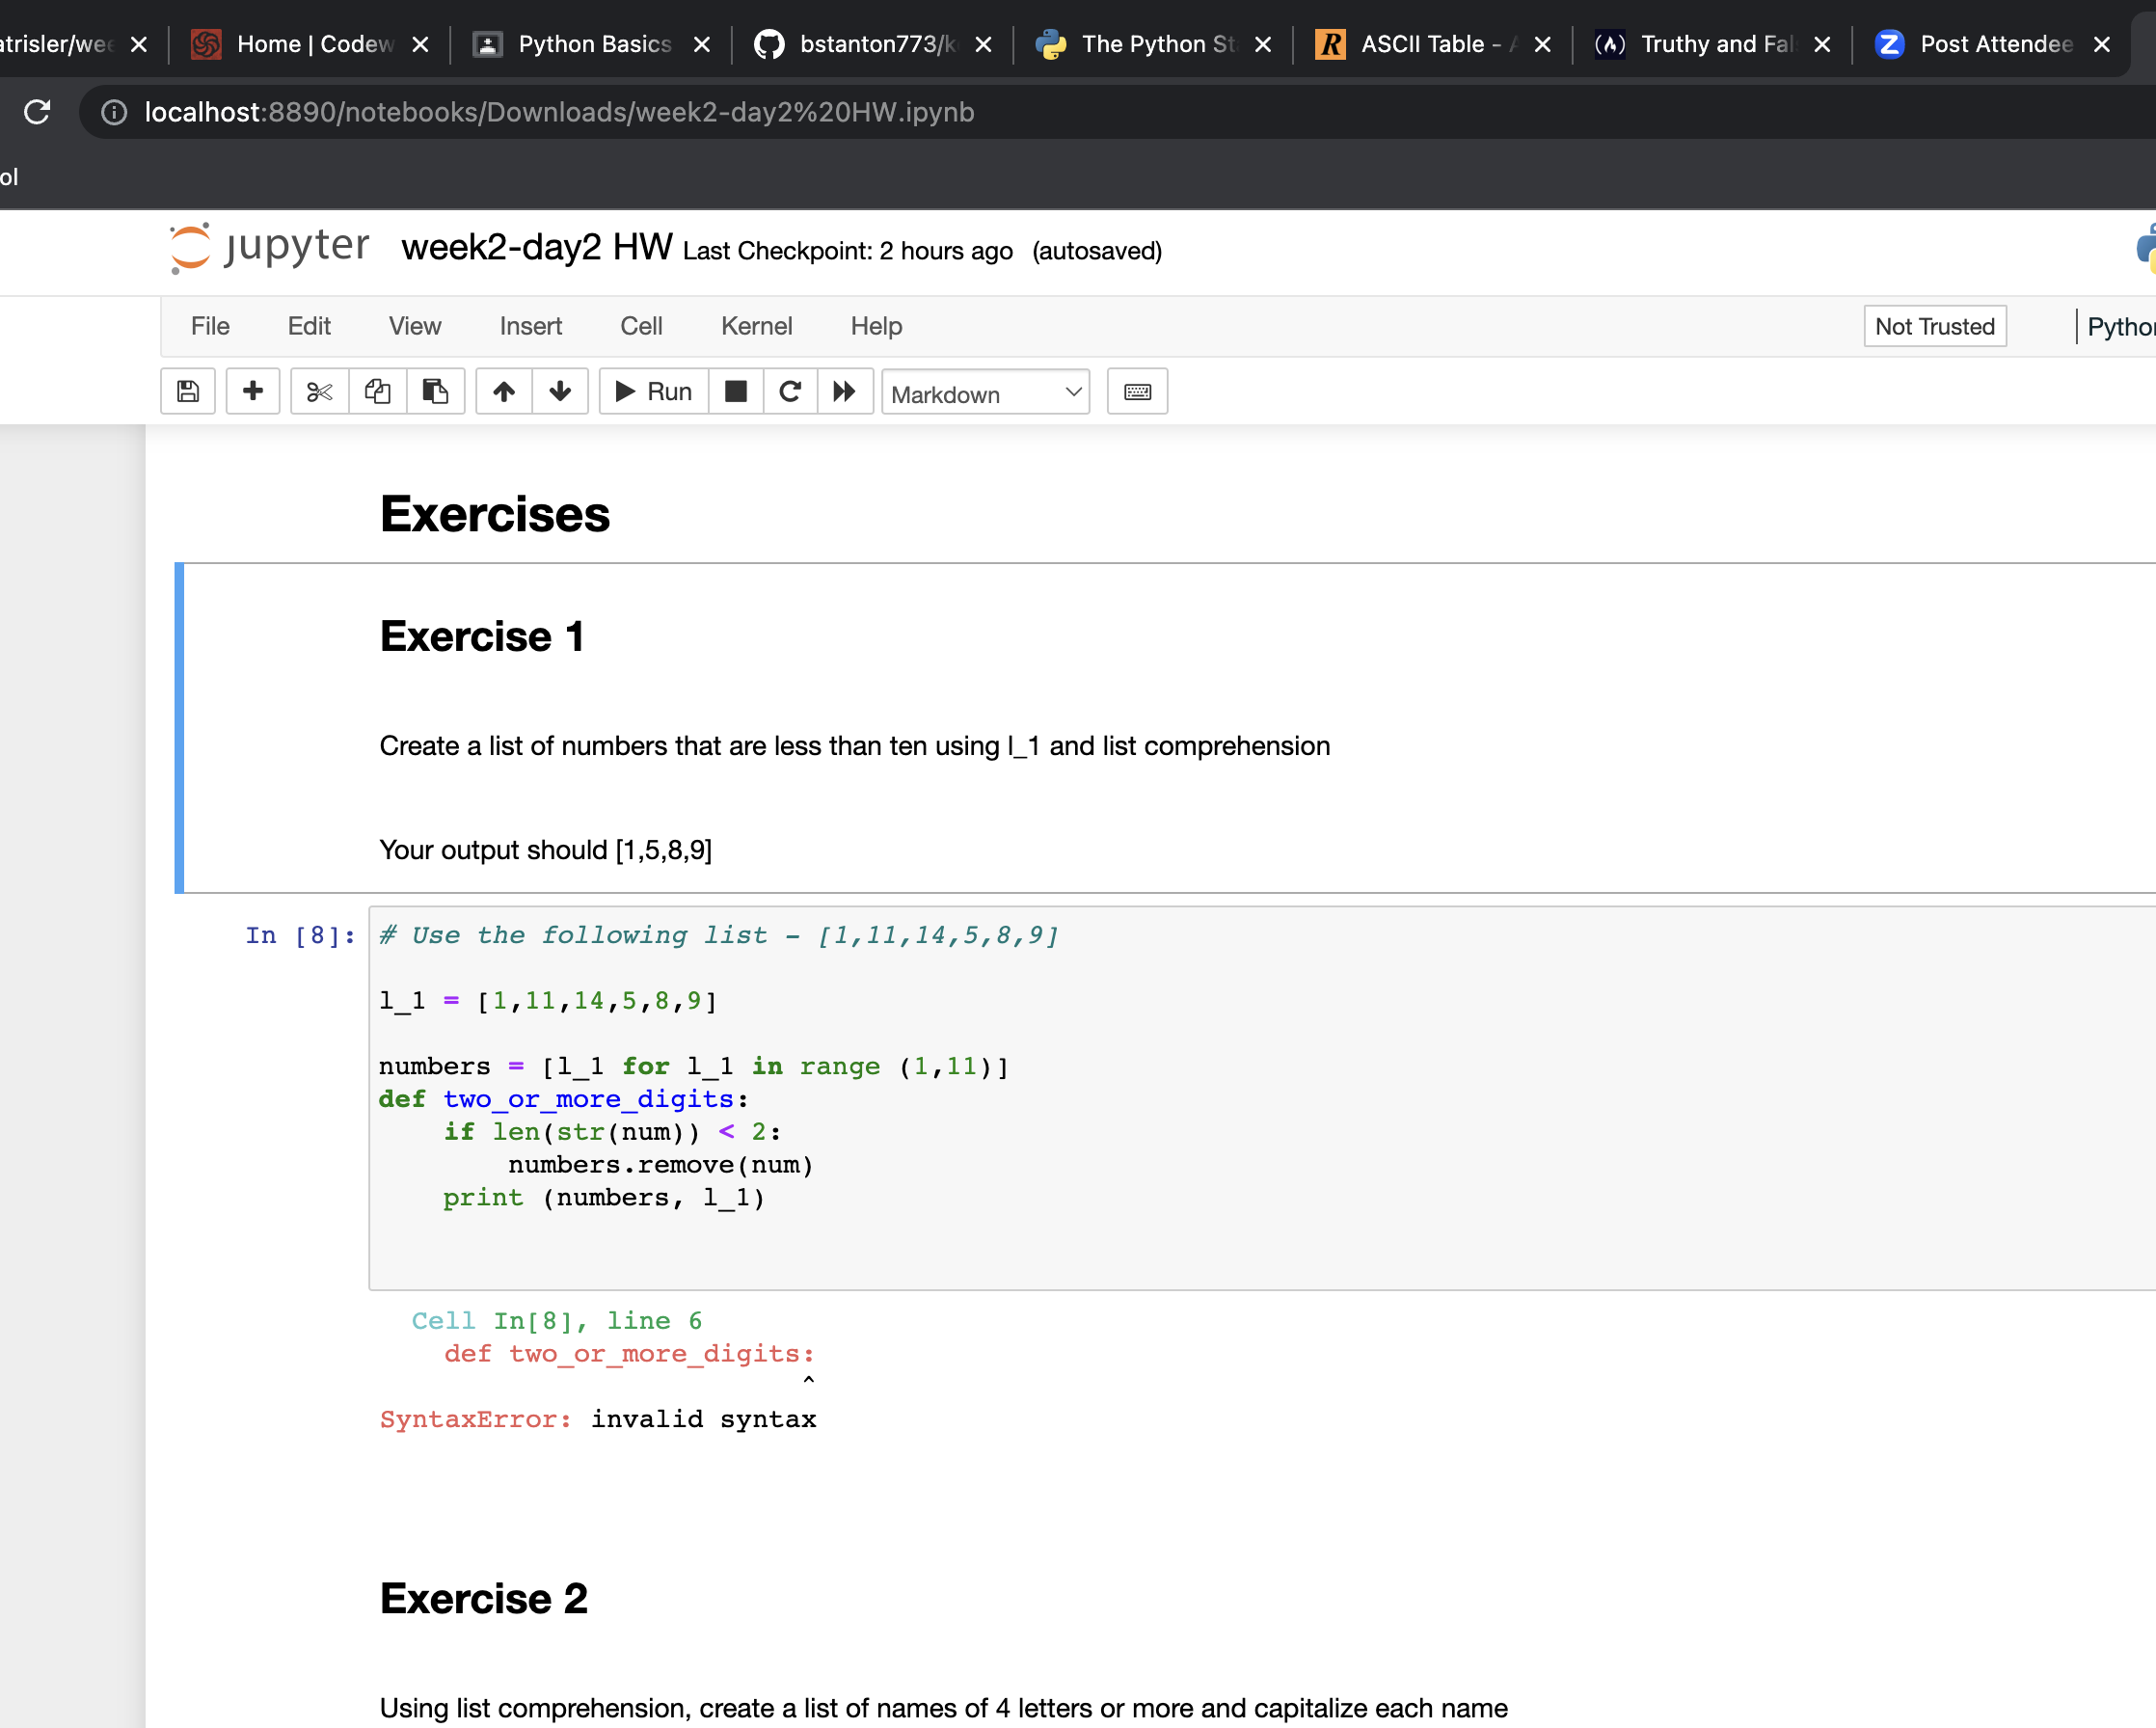 atrisler/wee
Home | Codew
Python Basics
bstanton773/k
The Python St
ASCII Table - A
Truthy and Fal
Post Attendee
localhost:8890/notebooks/Downloads/week2-day2%20HW.ipynb
ol
jupyter week2-day2 HW Last Checkpoint: 2 hours ago (autosaved)
File Edit View Insert Cell Kernel Help Not Trusted Python
Run Markdown
Exercises
Exercise 1
Create a list of numbers that are less than ten using l_1 and list comprehension
Your output should [1,5,8,9]
In [8]: # Use the following list - [1,11,14,5,8,9]
l_1 = [1,11,14,5,8,9]
numbers = [l_1 for l_1 in range (1,11)]
def two_or_more_digits:
    if len(str(num)) < 2:
        numbers.remove(num)
    print (numbers, l_1)
Cell In[8], line 6
def two_or_more_digits:
^
SyntaxError: invalid syntax
Exercise 2
Using list comprehension, create a list of names of 4 letters or more and capitalize each name